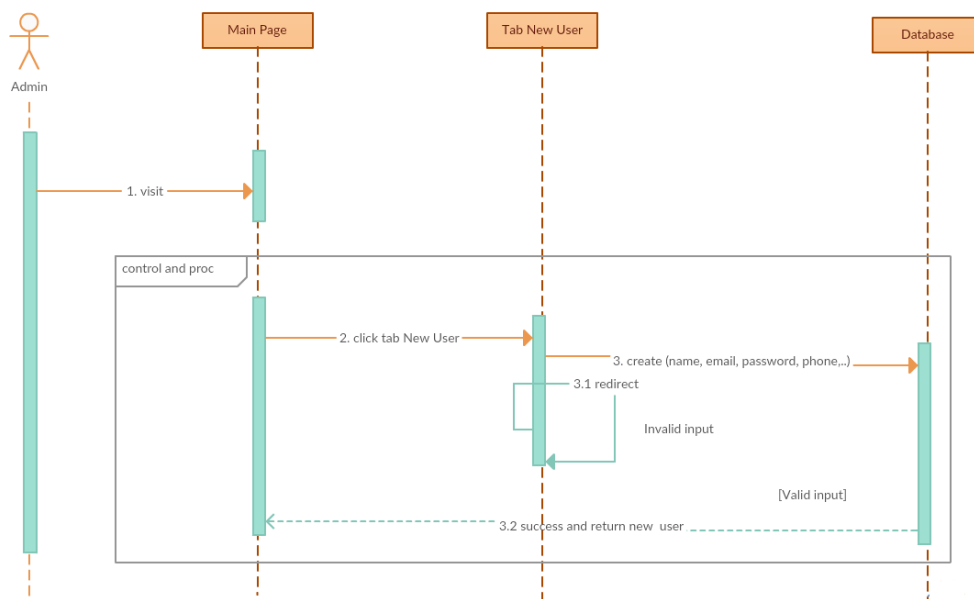 Main Page
Tab New User
Database
Admin
1. visit
control and proc
2. click tab New User
3. create (name, email, password, phone,..)
3.1 redirect
Invalid input
[Valid input]
3.2 success and return new user